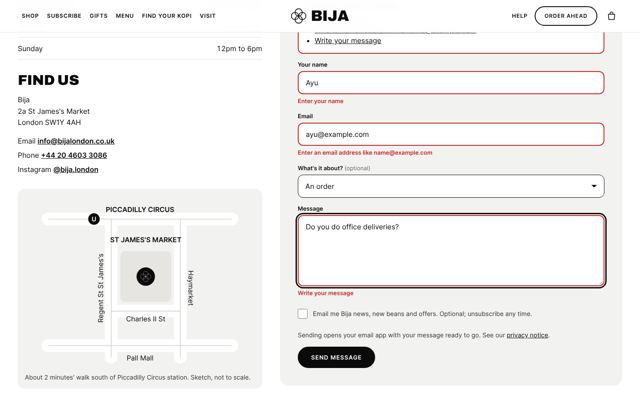 SHOP SUBSCRIBE GIFTS MENU FIND YOUR KOPI VISIT
BIJA
HELP ORDER AHEAD
Sunday 12pm to 6pm
FIND US
Bija
2a St James's Market
London SW1Y 4AH
Email info@bijalondon.co.uk
Phone +44 20 4603 3086
Instagram @bija.london
PICCADILLY CIRCUS
U
ST JAMES'S MARKET
Regent St St James's
Haymarket
Charles II St
Pall Mall
About 2 minutes' walk south of Piccadilly Circus station. Sketch, not to scale.
Write your message
Your name
Ayu
Enter your name
Email
ayu@example.com
Enter an email address like name@example.com
What's it about? (optional)
An order
Message
Do you do office deliveries?
Write your message
Email me Bija news, new beans and offers. Optional; unsubscribe any time.
Sending opens your email app with your message ready to go. See our privacy notice.
SEND MESSAGE